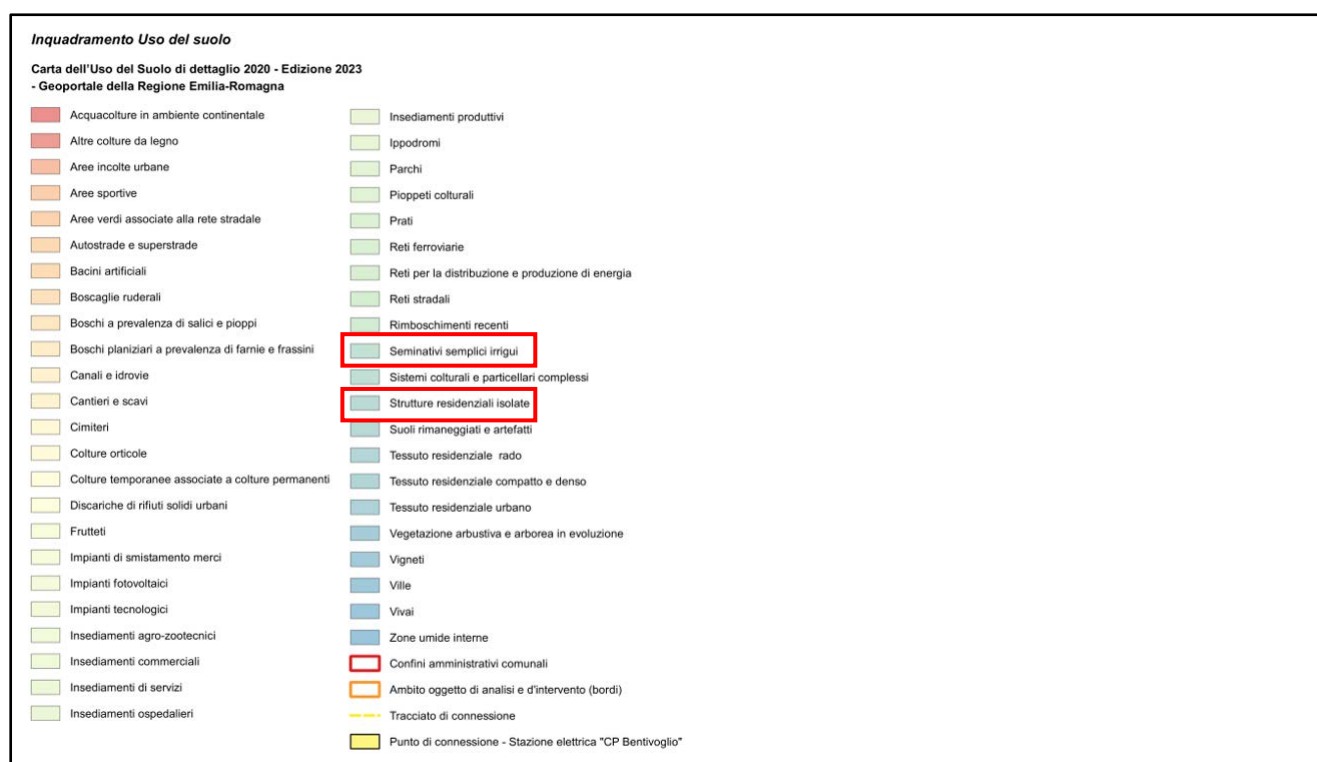 Inquadramento Uso del suolo
Carta dell'Uso del Suolo di dettaglio 2020 - Edizione 2023
- Geoportale della Regione Emilia-Romagna
Acquacolture in ambiente continentale
Altre colture da legno
Aree incolte urbane
Aree sportive
Aree verdi associate alla rete stradale
Autostrade e superstrade
Bacini artificiali
Boscaglie ruderali
Boschi a prevalenza di salici e pioppi
Boschi planiziari a prevalenza di farnie e frassini
Canali e idrovie
Cantieri e scavi
Cimiteri
Colture orticole
Colture temporanee associate a colture permanenti
Discariche di rifiuti solidi urbani
Frutteti
Impianti di smistamento merci
Impianti fotovoltaici
Impianti tecnologici
Insediamenti agro-zootecnici
Insediamenti commerciali
Insediamenti di servizi
Insediamenti ospedalieri
Insediamenti produttivi
Ippodromi
Parchi
Pioppeti colturali
Prati
Reti ferroviarie
Reti per la distribuzione e produzione di energia
Reti stradali
Rimboschimenti recenti
Seminativi semplici irrigui
Sistemi colturali e particellari complessi
Strutture residenziali isolate
Suoli rimaneggiati e artefatti
Tessuto residenziale rado
Tessuto residenziale compatto e denso
Tessuto residenziale urbano
Vegetazione arbustiva e arborea in evoluzione
Vigneti
Ville
Vivai
Zone umide interne
Confini amministrativi comunali
Ambito oggetto di analisi e d'intervento (bordi)
Tracciato di connessione
Punto di connessione - Stazione elettrica "CP Bentivoglio"